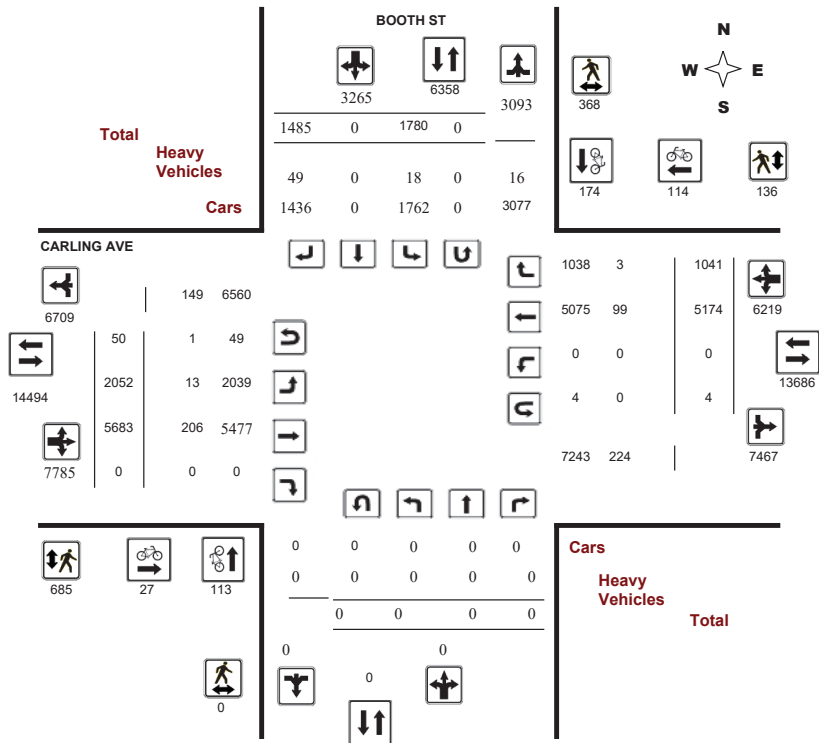 BOOTH ST
N
W E
S
3265
6358
3093
368
1485 0 1780 0
Total
Heavy
Vehicles
Cars
49 0 18 0 16
1436 0 1762 0 3077
174
114
136
CARLING AVE
6709
149 6560
50 1 49
14494
2052 13 2039
5683 206 5477
7785
0 0 0
1038 3 1041
5075 99 5174
6219
0 0 0
13686
4 0 4
7243 224
7467
0 0 0 0 0
0 0 0 0 0
0 0 0 0
0 0
0
685
27
113
0
Cars
Heavy
Vehicles
Total